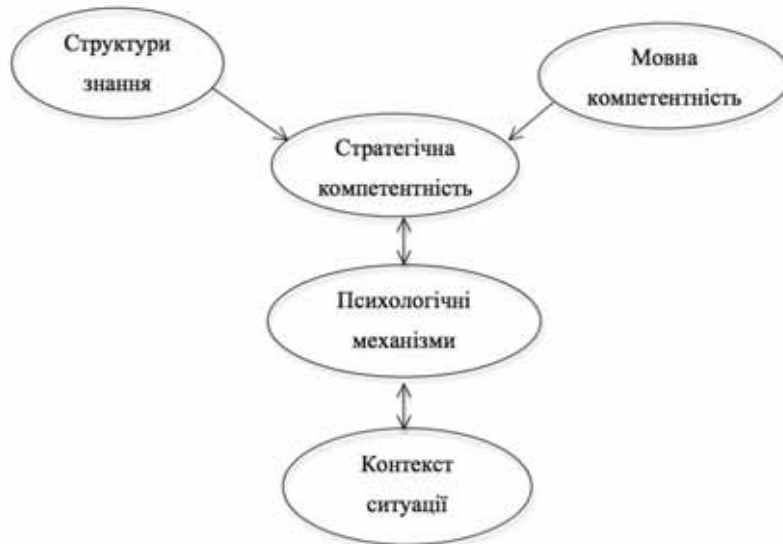 Структури
знання
Мовна
компетентність
Стратегічна
компетентність
Психологічні
механізми
Контекст
ситуації